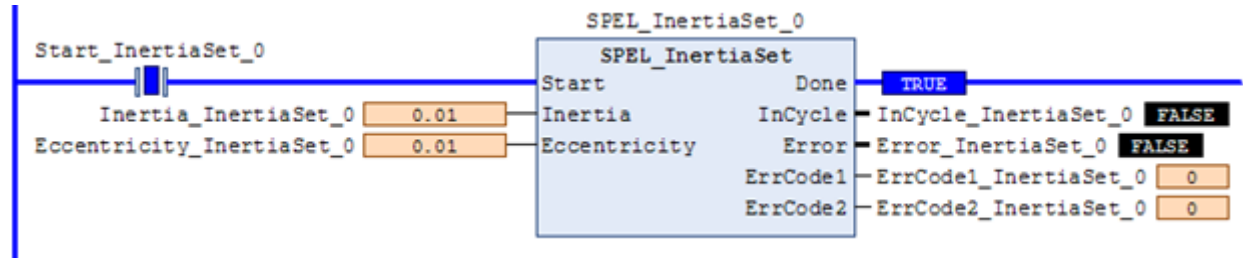 SPEL_InertiaSet_0
Start_InertiaSet_0
SPEL_InertiaSet
Start Done TRUE
Inertia_InertiaSet_0 0.01 Inertia InCycle InCycle_InertiaSet_0 FALSE
Eccentricity_InertiaSet_0 0.01 Eccentricity Error Error_InertiaSet_0 FALSE
ErrCode1 ErrCode1_InertiaSet_0 0
ErrCode2 ErrCode2_InertiaSet_0 0